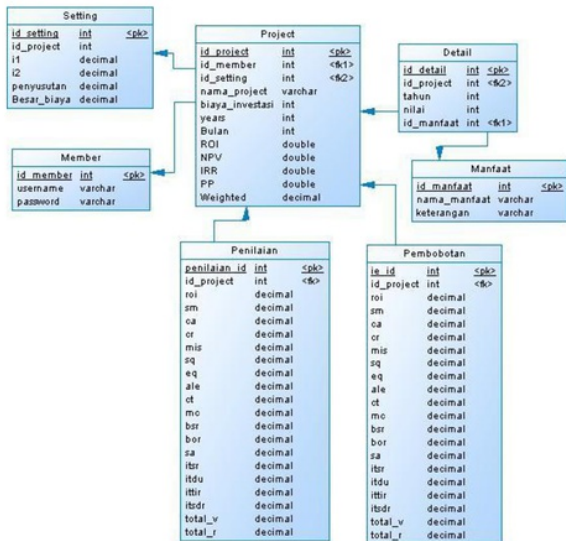 Setting
id_setting int <pk>
id_project int
i1 decimal
i2 decimal
penyusutan decimal
Besar_biaya decimal
Member
id_member int <pk>
username varchar
password varchar
Project
id_project int <pk>
id_member int <fk1>
id_setting int <fk2>
nama_project varchar
biaya_investasi int
years int
Bulan int
ROI double
NPV double
IRR double
PP double
Weighted decimal
Detail
id_detail int <pk>
id_project int <fk2>
tahun int
nilai int
id_manfaat int <fk1>
Manfaat
id_manfaat int <pk>
nama_manfaat varchar
keterangan varchar
Penilaian
penilaian_id int <pk>
id_project int <fk>
roi decimal
sm decimal
ca decimal
cr decimal
mis decimal
sq decimal
eq decimal
ale decimal
ct decimal
mc decimal
bsr decimal
bor decimal
sa decimal
itsr decimal
itdu decimal
ittir decimal
itsdr decimal
total_v decimal
total_r decimal
Pembobotan
ie_id int <pk>
id_project int <fk>
roi decimal
sm decimal
ca decimal
cr decimal
mis decimal
sq decimal
eq decimal
ale decimal
ct decimal
mc decimal
bsr decimal
bor decimal
sa decimal
itsr decimal
itdu decimal
ittir decimal
itsdr decimal
total_v decimal
total_r decimal